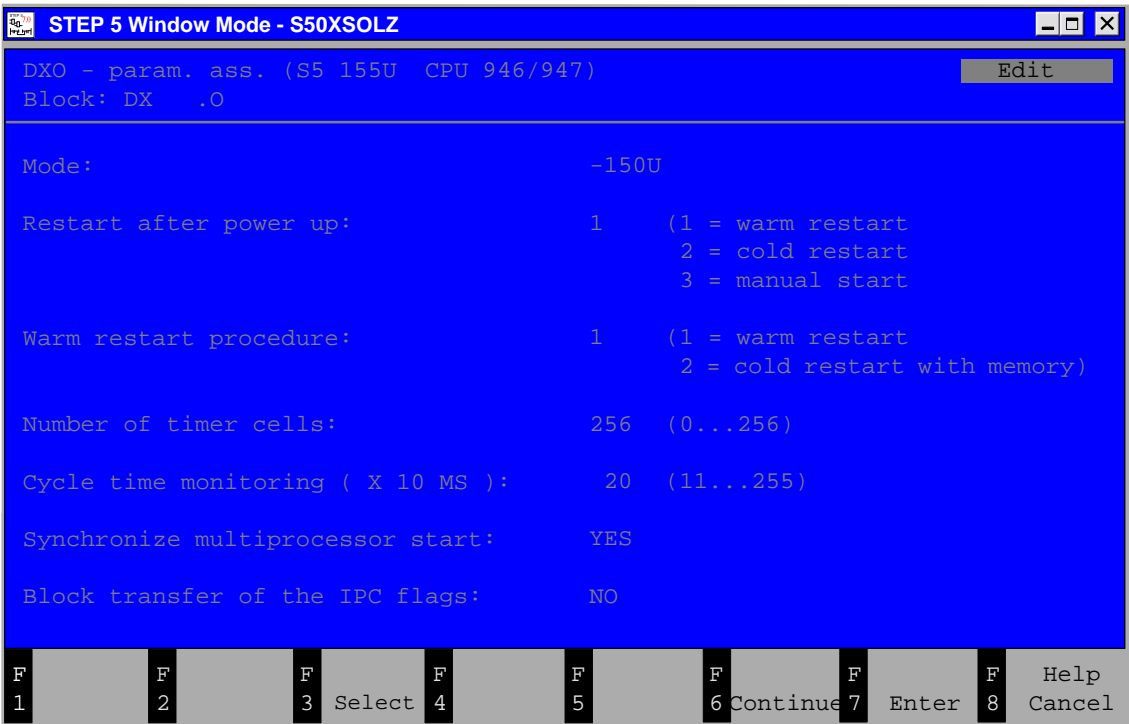 STEP 5 Window Mode - S50XSOLZ
DXO - param. ass. (S5 155U  CPU 946/947)  Edit
Block: DX   .O
Mode:  -150U
Restart after power up:  1  (1 = warm restart
2 = cold restart
3 = manual start
Warm restart procedure:  1  (1 = warm restart
2 = cold restart with memory)
Number of timer cells:  256  (0...256)
Cycle time monitoring ( X 10 MS ):  20  (11...255)
Synchronize multiprocessor start:  YES
Block transfer of the IPC flags:  NO
F F F F F F F F Help
1 2 3 Select 4 5 6 Continue 7 Enter 8 Cancel